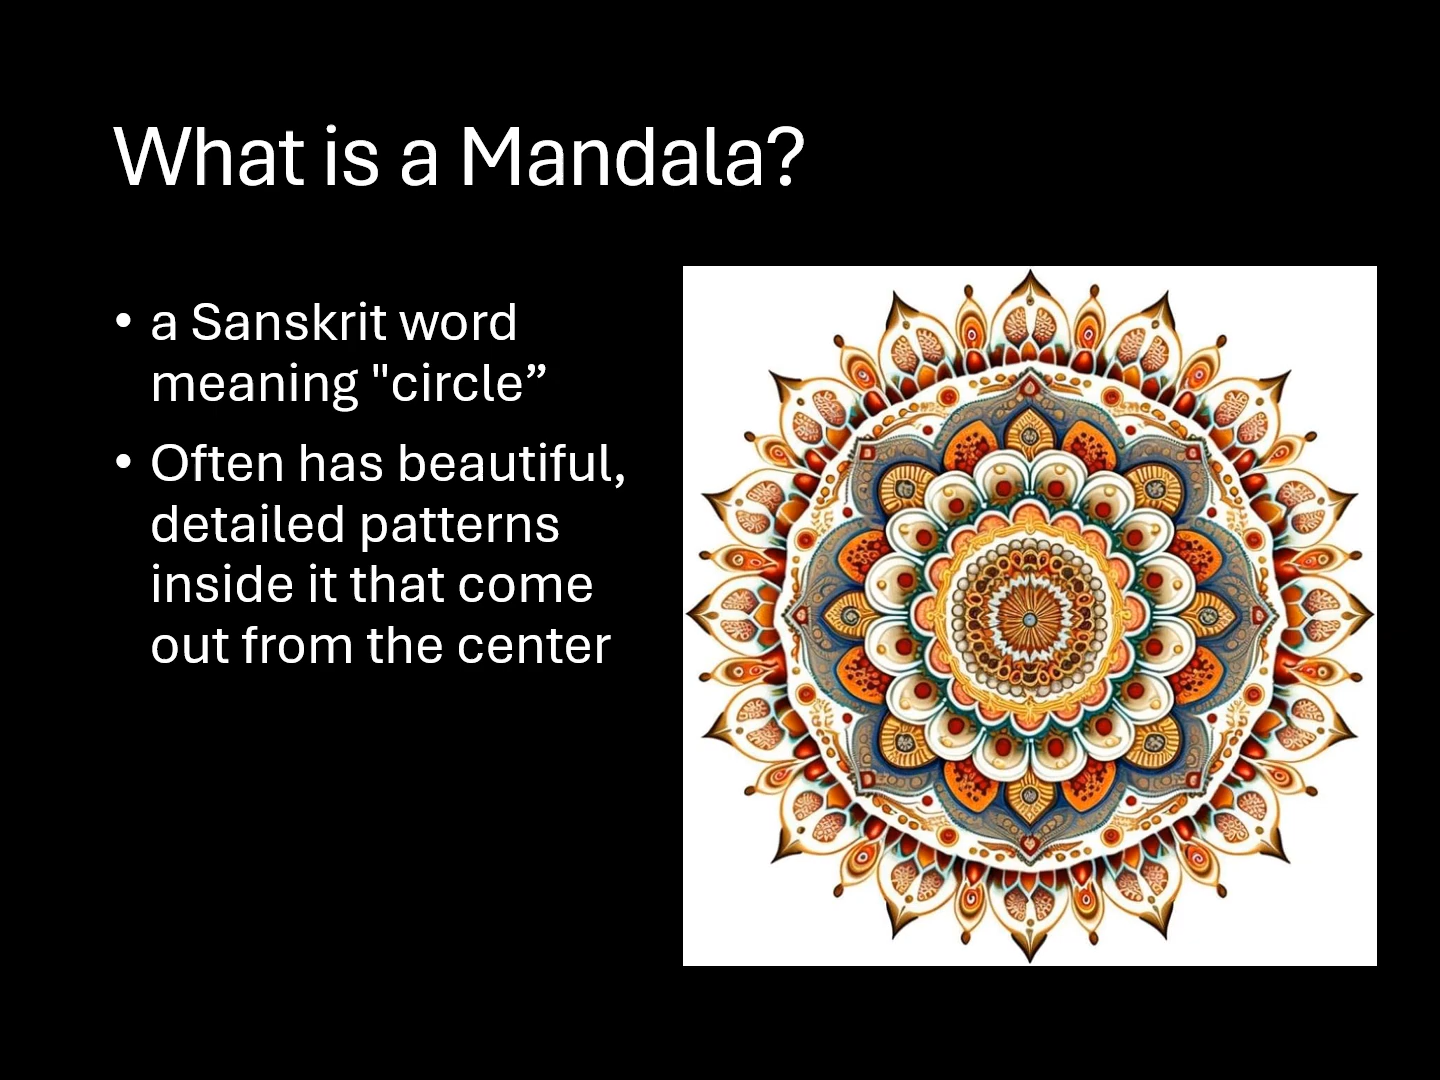 What is a Mandala?
• a Sanskrit word
meaning "circle”
• Often has beautiful,
detailed patterns
inside it that come
out from the center